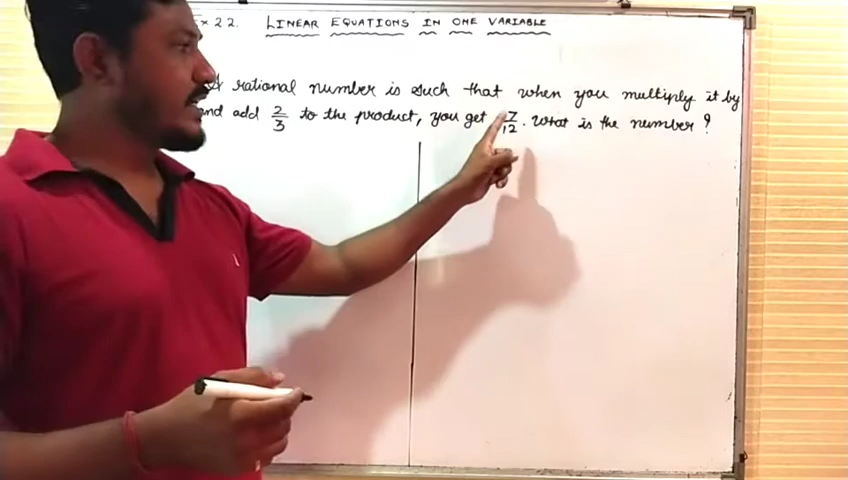 Ex 2.2. LINEAR EQUATIONS IN ONE VARIABLE
A rational number is such that when you multiply it by
and add 2/3 to the product, you get 7/12. What is the number?